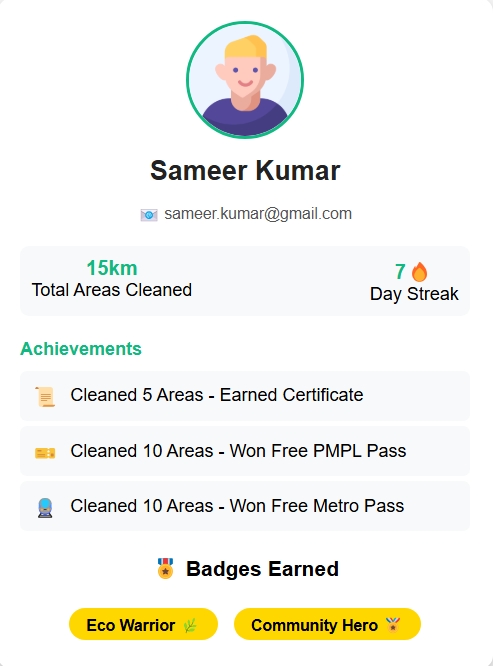 Sameer Kumar
sameer.kumar@gmail.com
15km
Total Areas Cleaned
7
Day Streak
Achievements
Cleaned 5 Areas - Earned Certificate
Cleaned 10 Areas - Won Free PMPL Pass
Cleaned 10 Areas - Won Free Metro Pass
Badges Earned
Eco Warrior
Community Hero